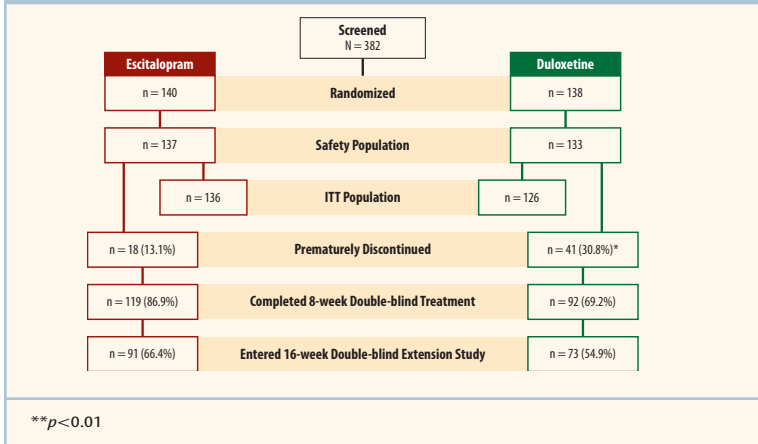 Screened
N = 382
Escitalopram
Duloxetine
n = 140
Randomized
n = 138
n = 137
Safety Population
n = 133
n = 136
ITT Population
n = 126
n = 18 (13.1%)
Prematurely Discontinued
n = 41 (30.8%)*
n = 119 (86.9%)
Completed 8-week Double-blind Treatment
n = 92 (69.2%)
n = 91 (66.4%)
Entered 16-week Double-blind Extension Study
n = 73 (54.9%)
**p<0.01